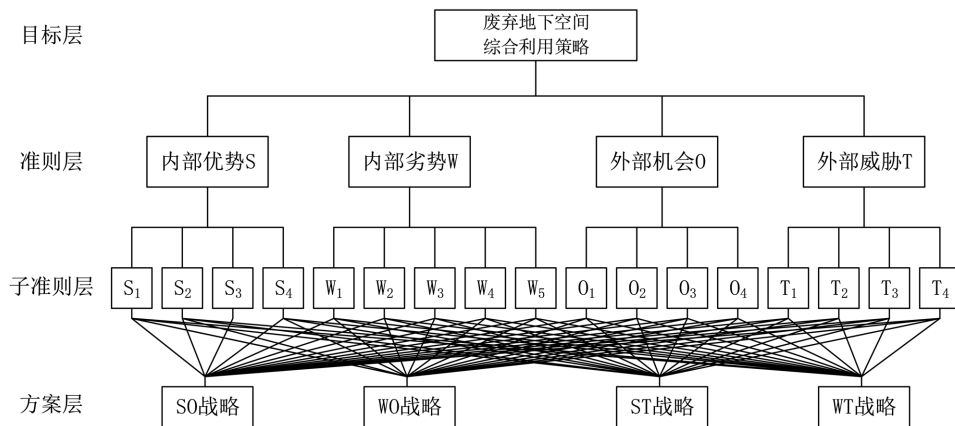 目标层
废弃地下空间
综合利用策略
准则层
内部优势S
内部劣势W
外部机会O
外部威胁T
子准则层
S₁
S₂
S₃
S₄
W₁
W₂
W₃
W₄
W₅
O₁
O₂
O₃
O₄
T₁
T₂
T₃
T₄
方案层
SO战略
WO战略
ST战略
WT战略